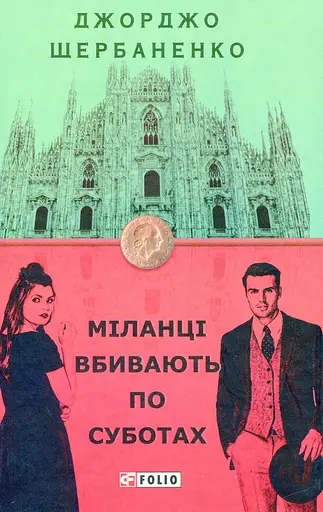 ДЖОРДЖО
ЩЕРБАНЕНКО
МІЛАНЦІ
ВБИВАЮТЬ
ПО
СУБОТАХ
FOLIO